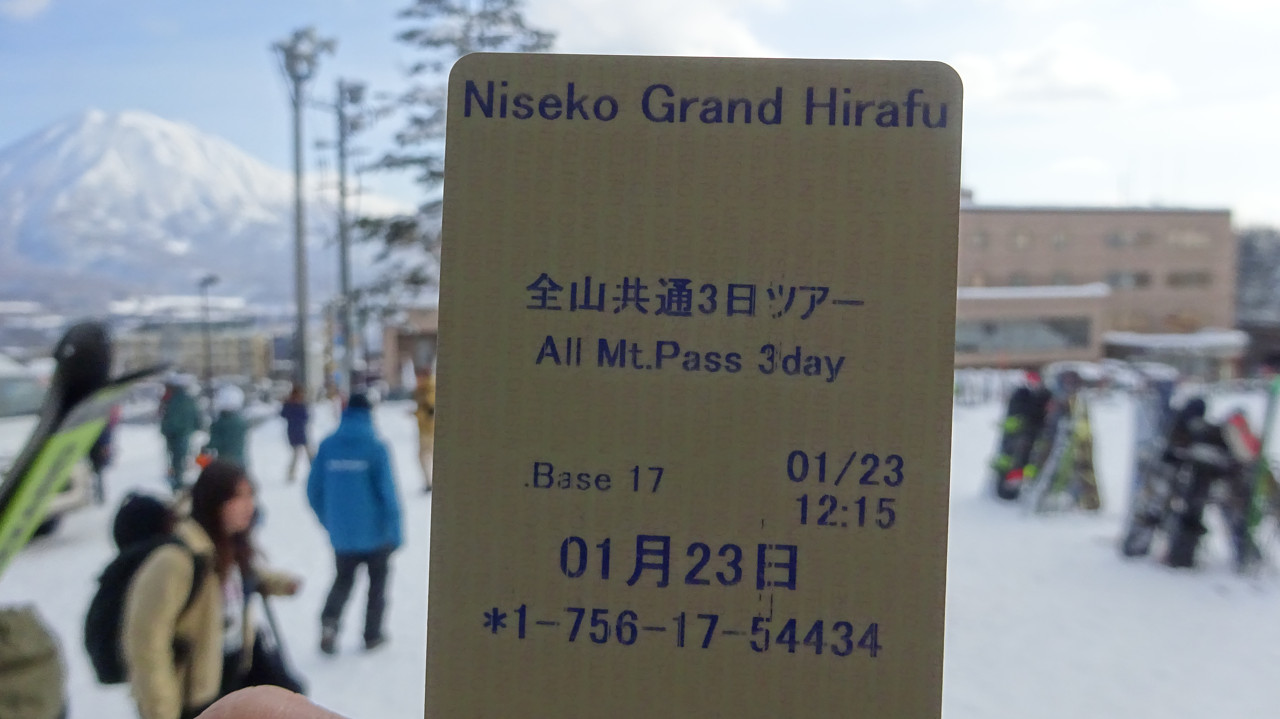 Niseko Grand Hirafu
全山共通3日ツアー
All Mt.Pass 3day
.Base 17 01/23
12:15
01月23日
*1-756-17-54434